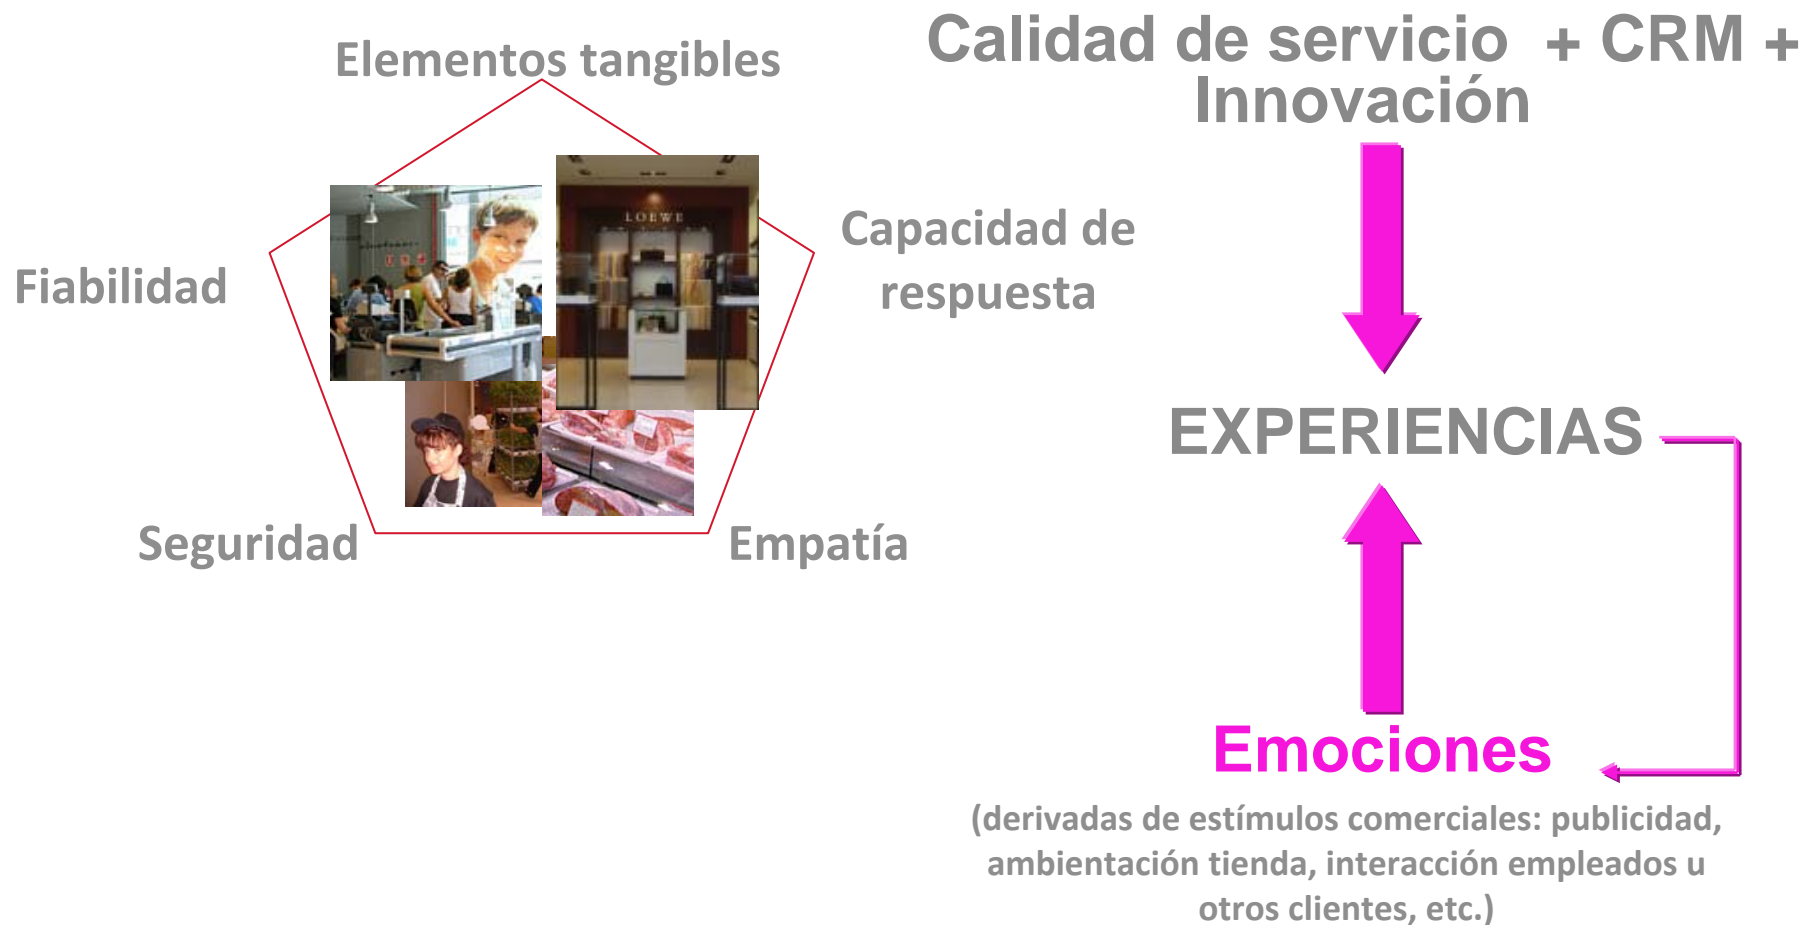 Elementos tangibles
Fiabilidad
LOEWE
Capacidad de
respuesta
Seguridad
Empatía
Calidad de servicio + CRM +
Innovación
EXPERIENCIAS
Emociones
(derivadas de estímulos comerciales: publicidad,
ambientación tienda, interacción empleados u
otros clientes, etc.)